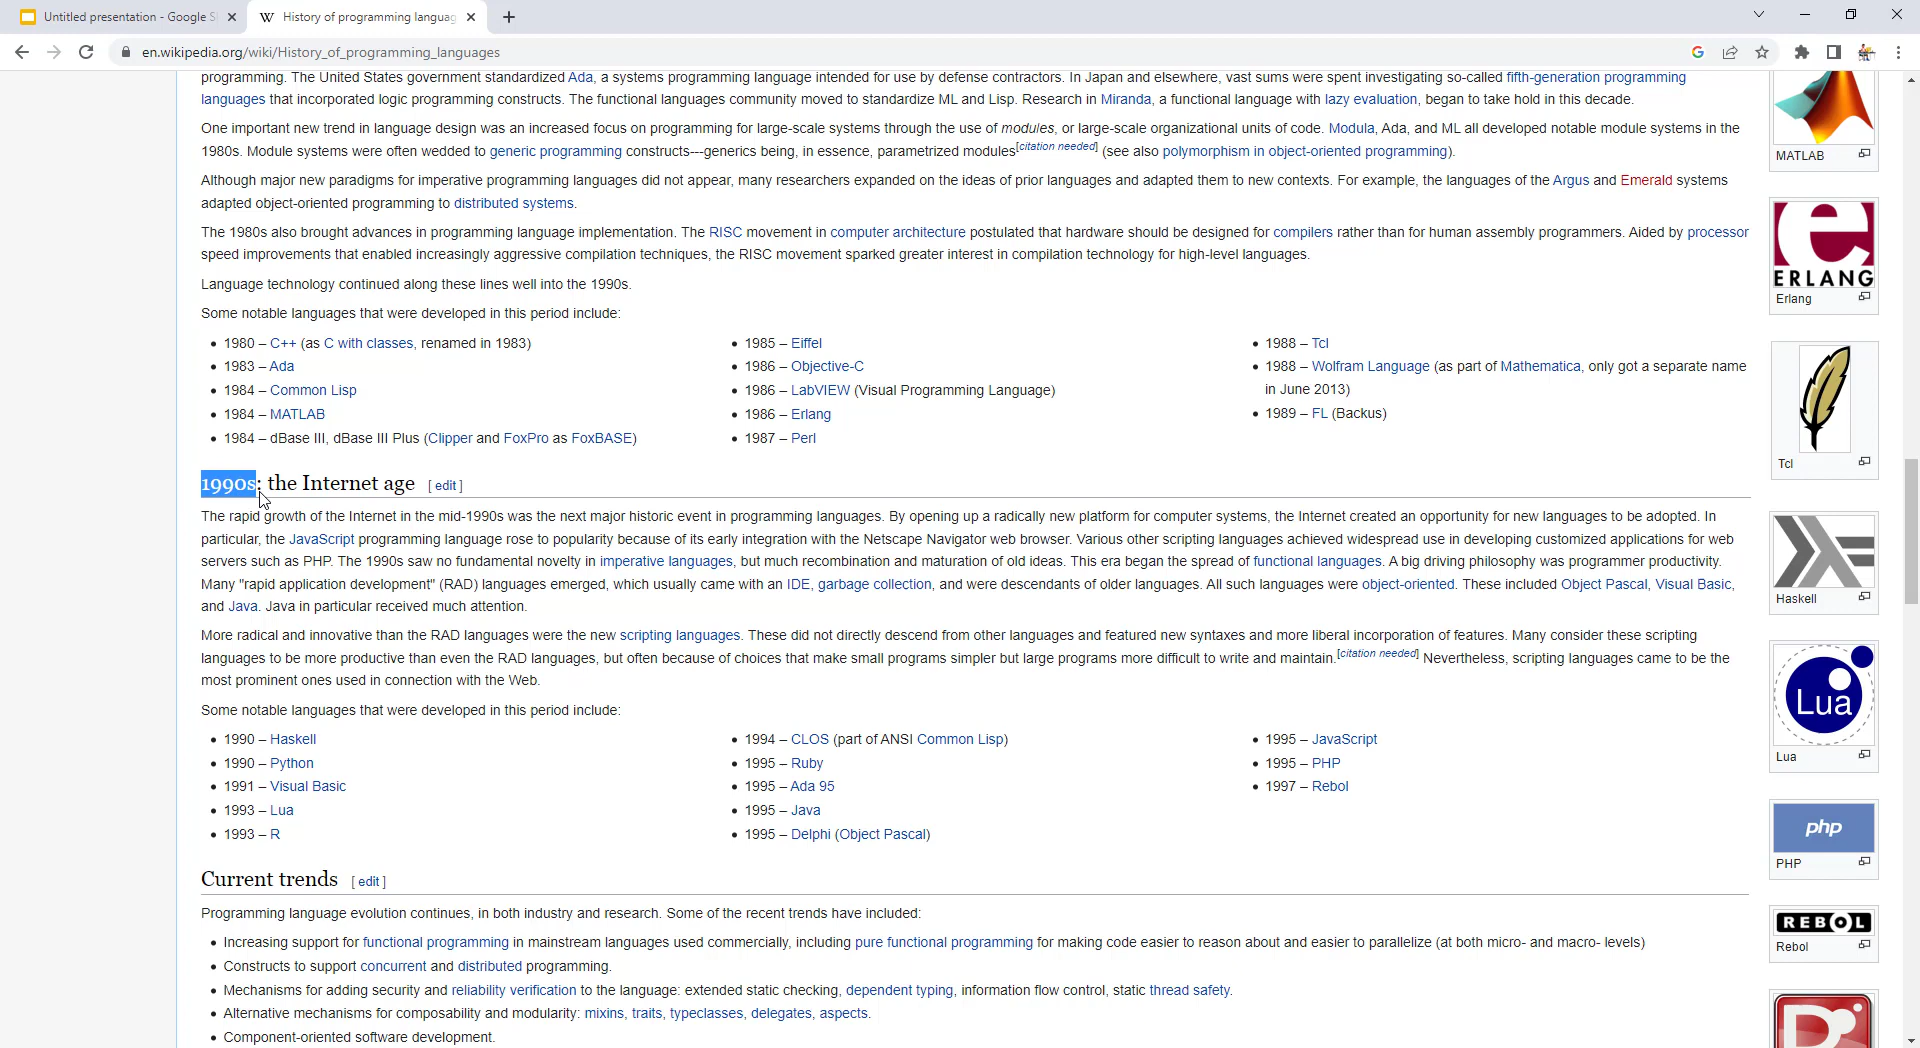 Untitled presentation - Google S
History of programming languag
en.wikipedia.org/wiki/History_of_programming_languages
programming. The United States government standardized Ada, a systems programming language intended for use by defense contractors. In Japan and elsewhere, vast sums were spent investigating so-called fifth-generation programming
languages that incorporated logic programming constructs. The functional languages community moved to standardize ML and Lisp. Research in Miranda, a functional language with lazy evaluation, began to take hold in this decade.
One important new trend in language design was an increased focus on programming for large-scale systems through the use of modules, or large-scale organizational units of code. Modula, Ada, and ML all developed notable module systems in the
1980s. Module systems were often wedded to generic programming constructs---generics being, in essence, parametrized modules[citation needed] (see also polymorphism in object-oriented programming).
Although major new paradigms for imperative programming languages did not appear, many researchers expanded on the ideas of prior languages and adapted them to new contexts. For example, the languages of the Argus and Emerald systems
adapted object-oriented programming to distributed systems.
The 1980s also brought advances in programming language implementation. The RISC movement in computer architecture postulated that hardware should be designed for compilers rather than for human assembly programmers. Aided by processor
speed improvements that enabled increasingly aggressive compilation techniques, the RISC movement sparked greater interest in compilation technology for high-level languages.
Language technology continued along these lines well into the 1990s.
Some notable languages that were developed in this period include:
• 1980 – C++ (as C with classes, renamed in 1983)
• 1983 – Ada
• 1984 – Common Lisp
• 1984 – MATLAB
• 1984 – dBase III, dBase III Plus (Clipper and FoxPro as FoxBASE)
• 1985 – Eiffel
• 1986 – Objective-C
• 1986 – LabVIEW (Visual Programming Language)
• 1986 – Erlang
• 1987 – Perl
• 1988 – Tcl
• 1988 – Wolfram Language (as part of Mathematica, only got a separate name
in June 2013)
• 1989 – FL (Backus)
1990s: the Internet age [ edit ]
The rapid growth of the Internet in the mid-1990s was the next major historic event in programming languages. By opening up a radically new platform for computer systems, the Internet created an opportunity for new languages to be adopted. In
particular, the JavaScript programming language rose to popularity because of its early integration with the Netscape Navigator web browser. Various other scripting languages achieved widespread use in developing customized applications for web
servers such as PHP. The 1990s saw no fundamental novelty in imperative languages, but much recombination and maturation of old ideas. This era began the spread of functional languages. A big driving philosophy was programmer productivity.
Many "rapid application development" (RAD) languages emerged, which usually came with an IDE, garbage collection, and were descendants of older languages. All such languages were object-oriented. These included Object Pascal, Visual Basic,
and Java. Java in particular received much attention.
More radical and innovative than the RAD languages were the new scripting languages. These did not directly descend from other languages and featured new syntaxes and more liberal incorporation of features. Many consider these scripting
languages to be more productive than even the RAD languages, but often because of choices that make small programs simpler but large programs more difficult to write and maintain.[citation needed] Nevertheless, scripting languages came to be the
most prominent ones used in connection with the Web.
Some notable languages that were developed in this period include:
• 1990 – Haskell
• 1990 – Python
• 1991 – Visual Basic
• 1993 – Lua
• 1993 – R
• 1994 – CLOS (part of ANSI Common Lisp)
• 1995 – Ruby
• 1995 – Ada 95
• 1995 – Java
• 1995 – Delphi (Object Pascal)
• 1995 – JavaScript
• 1995 – PHP
• 1997 – Rebol
Current trends [ edit ]
Programming language evolution continues, in both industry and research. Some of the recent trends have included:
• Increasing support for functional programming in mainstream languages used commercially, including pure functional programming for making code easier to reason about and easier to parallelize (at both micro- and macro- levels)
• Constructs to support concurrent and distributed programming.
• Mechanisms for adding security and reliability verification to the language: extended static checking, dependent typing, information flow control, static thread safety.
• Alternative mechanisms for composability and modularity: mixins, traits, typeclasses, delegates, aspects.
• Component-oriented software development.
MATLAB
e
ERLANG
Erlang
Tcl
Haskell
Lua
Lua
php
PHP
REBOL
Rebol
D